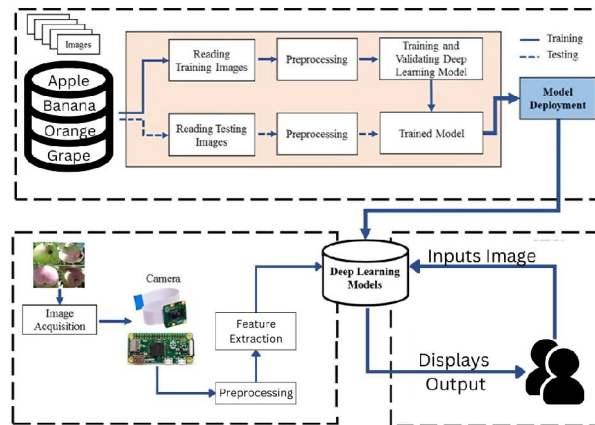 Images
Training
Testing
Apple
Banana
Orange
Grape
Reading
Training Images
Preprocessing
Training and
Validating Deep
Learning Model
Reading Testing
Images
Preprocessing
Trained Model
Model
Deployment
Image
Acquisition
Camera
Preprocessing
Feature
Extraction
Deep Learning
Models
Inputs Image
Displays
Output